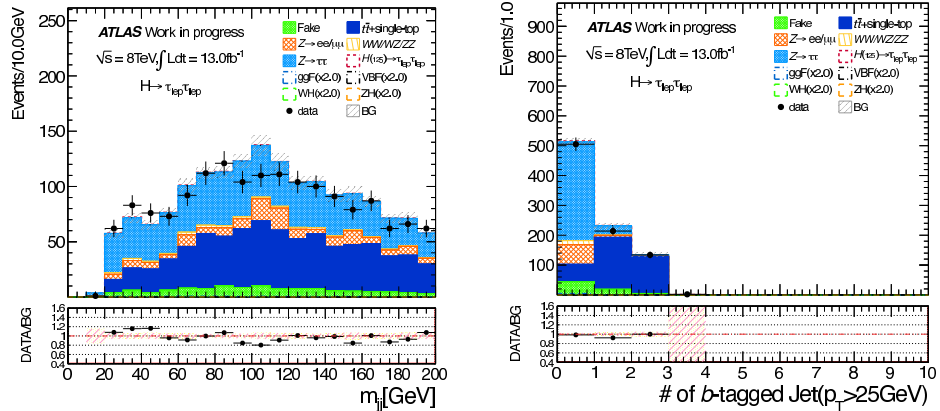 Events/10.0GeV
250
200
150
100
50
ATLAS Work in progress
√s = 8TeV,∫ Ldt = 13.0fb⁻¹
H→ τlepτlep
Fake
tt̄+single-top
Z→ ee/μμ
WW/WZ/ZZ
Z→ ττ
H(125)→τlepτlep
ggF(x2.0)
VBF(x2.0)
WH(x2.0)
ZH(x2.0)
data
BG
DATA/BG
1.6
1.4
1.2
1
0.8
0.6
0.4
0 20 40 60 80 100 120 140 160 180 200
mjj[GeV]
Events/1.0
900
800
700
600
500
400
300
200
100
ATLAS Work in progress
√s = 8TeV,∫ Ldt = 13.0fb⁻¹
H→ τlepτlep
Fake
tt̄+single-top
Z→ ee/μμ
WW/WZ/ZZ
Z→ ττ
H(125)→τlepτlep
ggF(x2.0)
VBF(x2.0)
WH(x2.0)
ZH(x2.0)
data
BG
DATA/BG
1.6
1.4
1.2
1
0.8
0.6
0.4
0 1 2 3 4 5 6 7 8 9 10
# of b-tagged Jet(pT>25GeV)